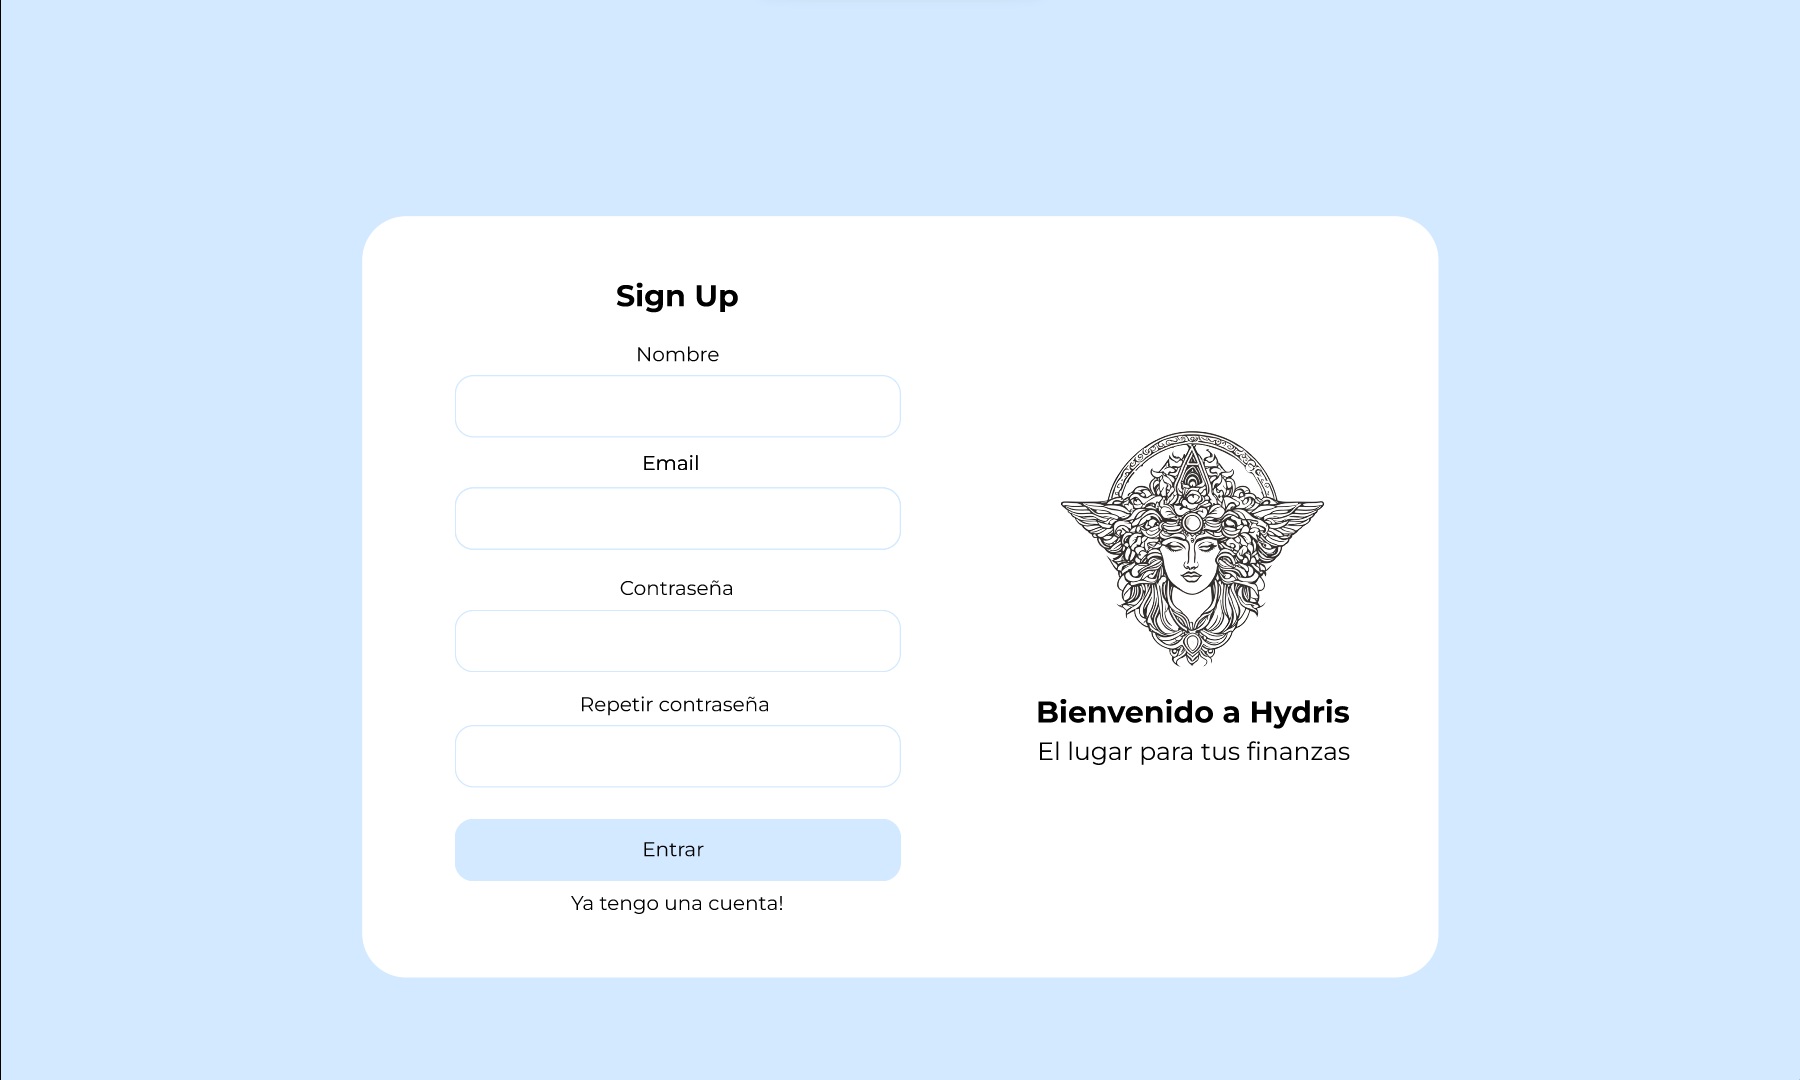 Sign Up
Nombre
Email
Contraseña
Repetir contraseña
Entrar
Ya tengo una cuenta!
Bienvenido a Hydris
El lugar para tus finanzas